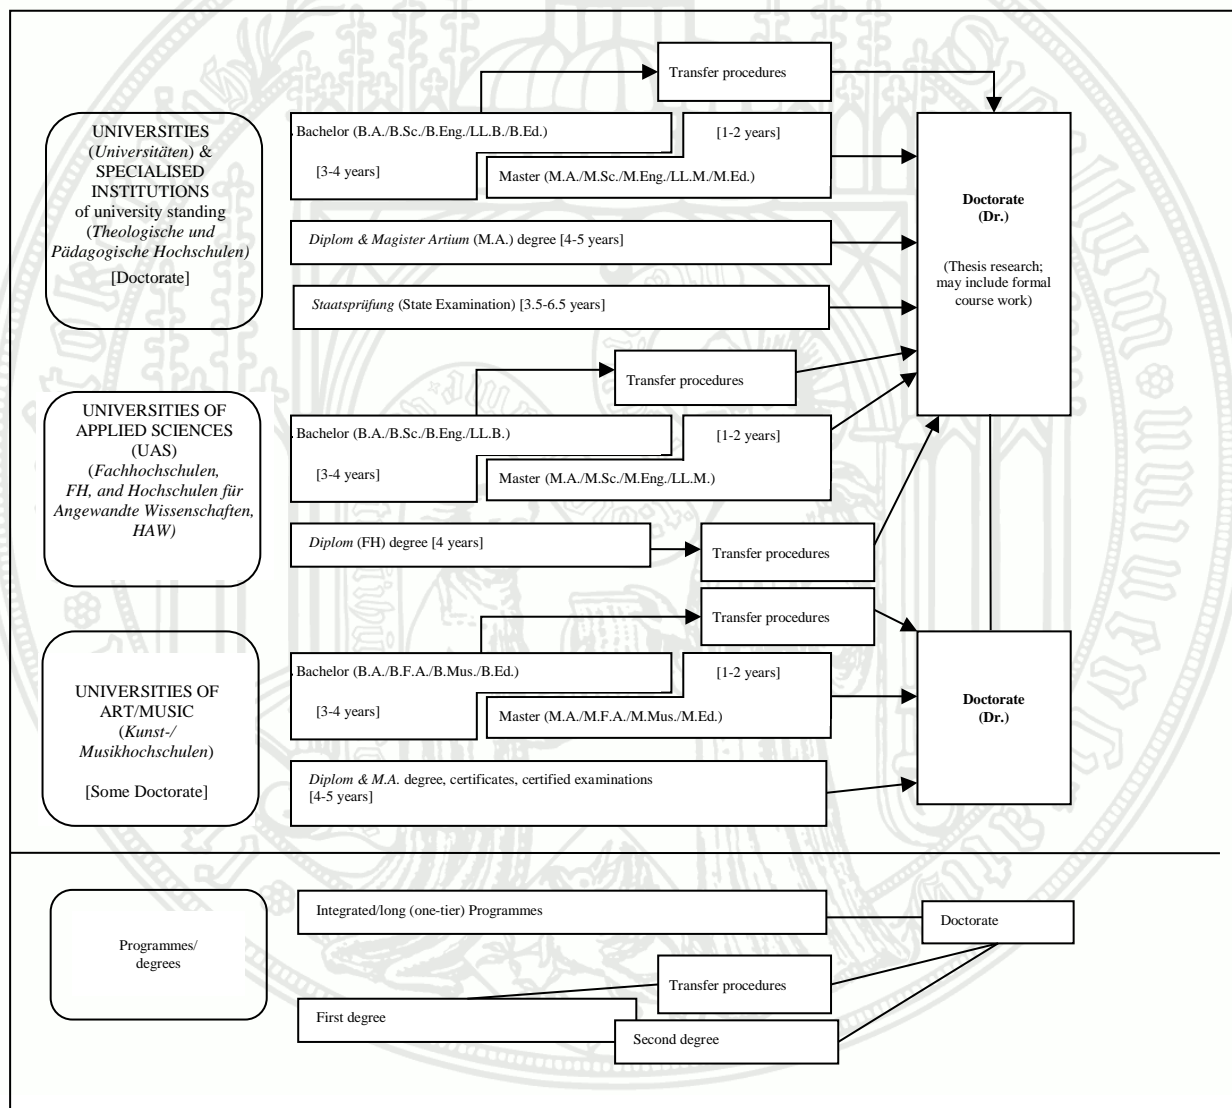 Transfer procedures
UNIVERSITIES
(Universitäten) &
SPECIALISED
INSTITUTIONS
of university standing
(Theologische und
Pädagogische Hochschulen)
[Doctorate]
Bachelor (B.A./B.Sc./B.Eng./LL.B./B.Ed.)
[3-4 years]
[1-2 years]
Master (M.A./M.Sc./M.Eng./LL.M./M.Ed.)
Diplom & Magister Artium (M.A.) degree [4-5 years]
Staatsprüfung (State Examination) [3.5-6.5 years]
Doctorate
(Dr.)
(Thesis research;
may include formal
course work)
Transfer procedures
UNIVERSITIES OF
APPLIED SCIENCES
(UAS)
(Fachhochschulen,
FH, and Hochschulen für
Angewandte Wissenschaften,
HAW)
Bachelor (B.A./B.Sc./B.Eng./LL.B.)
[3-4 years]
[1-2 years]
Master (M.A./M.Sc./M.Eng./LL.M.)
Diplom (FH) degree [4 years]
Transfer procedures
Transfer procedures
UNIVERSITIES OF
ART/MUSIC
(Kunst-/
Musikhochschulen)
[Some Doctorate]
Bachelor (B.A./B.F.A./B.Mus./B.Ed.)
[3-4 years]
[1-2 years]
Master (M.A./M.F.A./M.Mus./M.Ed.)
Diplom & M.A. degree, certificates, certified examinations
[4-5 years]
Doctorate
(Dr.)
Programmes/
degrees
Integrated/long (one-tier) Programmes
Doctorate
Transfer procedures
First degree
Second degree